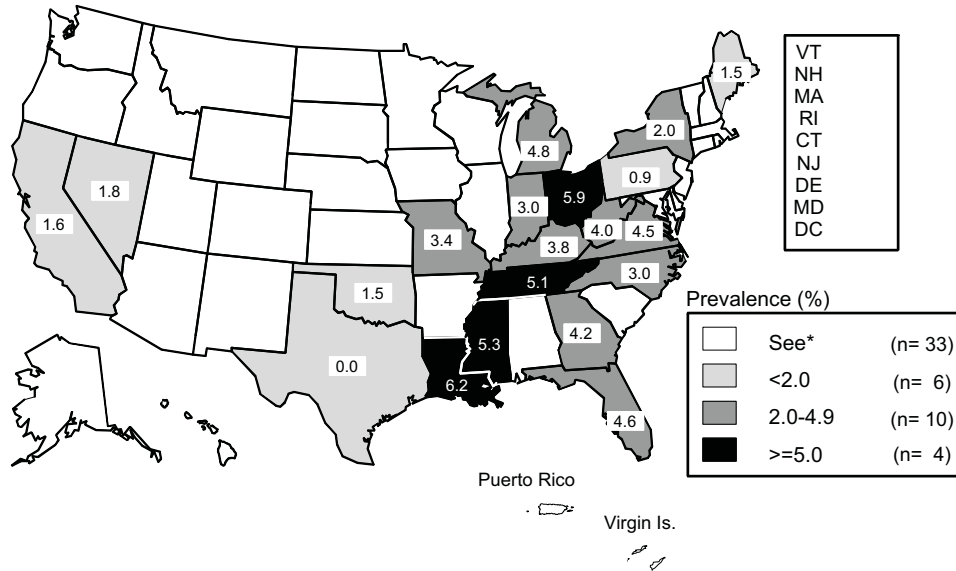 1.5
VT
NH
MA
RI
CT
NJ
DE
MD
DC
2.0
4.8
0.9
1.8
5.9
3.0
1.6
4.0
4.5
3.4
3.8
3.0
5.1
1.5
4.2
5.3
0.0
6.2
4.6
Prevalence (%)
See* (n= 33)
<2.0 (n= 6)
2.0-4.9 (n= 10)
>=5.0 (n= 4)
Puerto Rico
Virgin Is.